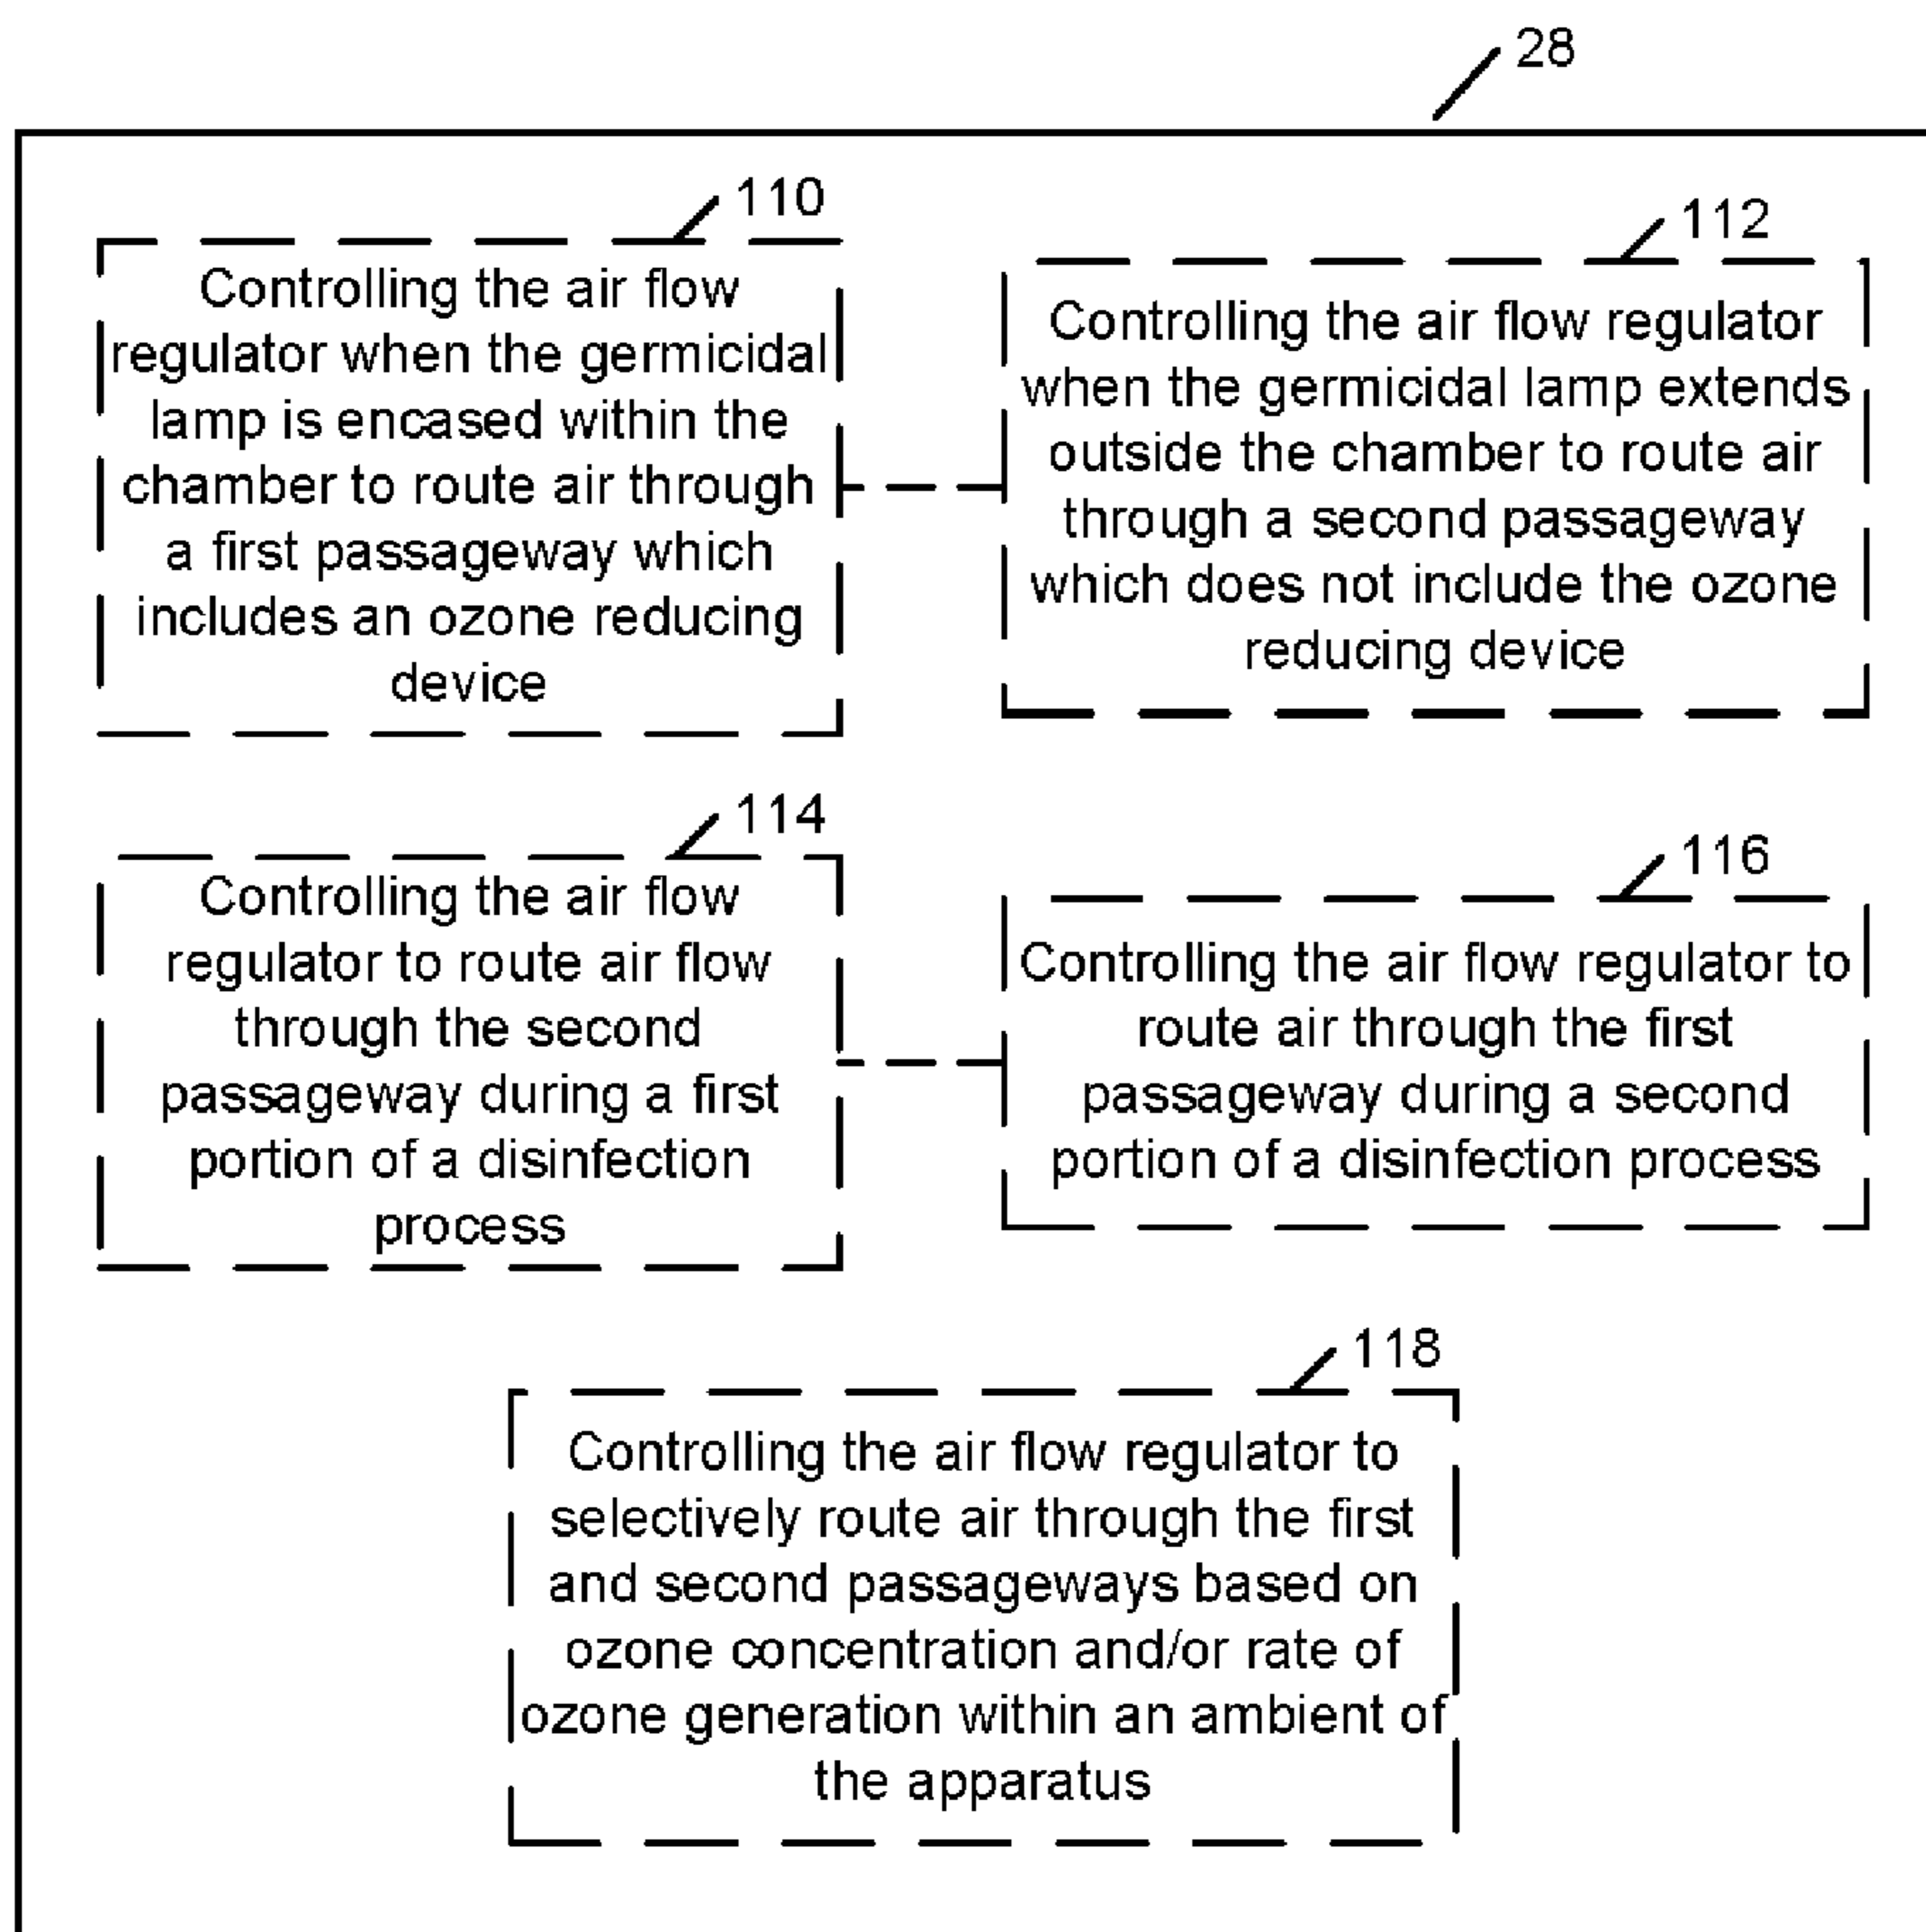 28
110
Controlling the air flow
regulator when the germicidal
lamp is encased within the
chamber to route air through
a first passageway which
includes an ozone reducing
device
112
Controlling the air flow regulator
when the germicidal lamp extends
outside the chamber to route air
through a second passageway
which does not include the ozone
reducing device
114
Controlling the air flow
regulator to route air flow
through the second
passageway during a first
portion of a disinfection
process
116
Controlling the air flow regulator to
route air through the first
passageway during a second
portion of a disinfection process
118
Controlling the air flow regulator to
selectively route air through the first
and second passageways based on
ozone concentration and/or rate of
ozone generation within an ambient of
the apparatus